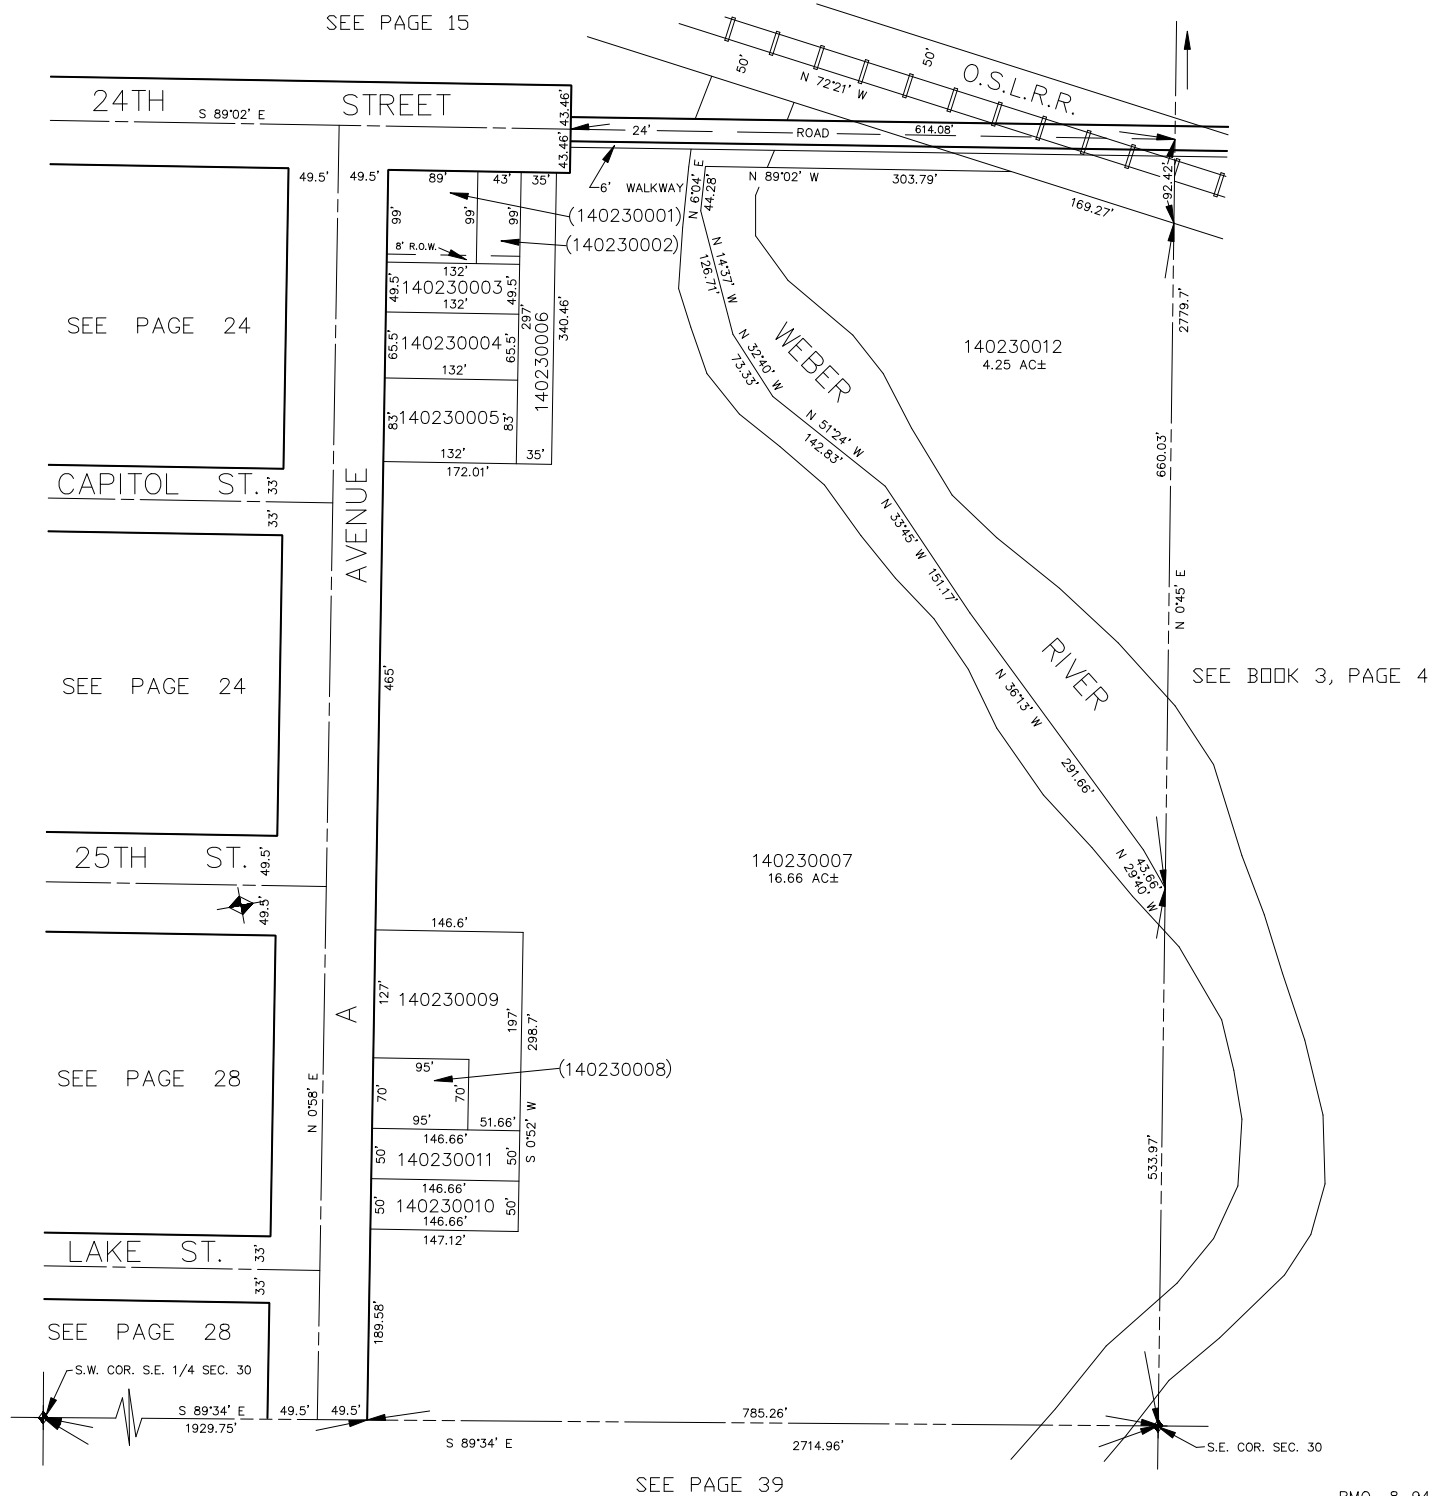 SEE PAGE 15
50'
50'
O.S.L.R.R.
N 72°21' W
24TH STREET
S 89°02' E
43.46'
43.46'
24' ROAD 614.08'
6' WALKWAY
N 89°02' W
303.79'
92.42'
169.27'
49.5' 49.5' 89' 43' 35'
99' 99' 99'
(140230001)
(140230002)
8' R.O.W.
132'
49.5' 140230003 49.5'
132'
65.5' 140230004 65.5'
132'
83' 140230005 83'
132' 35'
172.01'
297'
140230006
340.46'
N 6°04' E
44.28'
N 14°37' W
126.71'
N 32°40' W
73.33'
N 51°24' W
142.83'
N 33°45' W 151.17'
N 36°13' W
291.66'
43.66'
N 29°40' W
WEBER
RIVER
140230012
4.25 AC±
2779.7'
660.03'
N 0°45' E
SEE BOOK 3, PAGE 4
SEE PAGE 24
CAPITOL ST.
33'
33'
AVENUE
SEE PAGE 24
465'
25TH ST.
49.5'
49.5'
140230007
16.66 AC±
146.6'
127' 140230009
197'
298.7'
A
SEE PAGE 28
N 0°58' E
95'
(140230008)
70' 70'
95' 51.66'
S 0°52' W
146.66'
50' 140230011 50'
146.66'
50' 140230010 50'
146.66'
147.12'
533.97'
LAKE ST.
33'
33'
SEE PAGE 28
189.58'
S.W. COR. S.E. 1/4 SEC. 30
S 89°34' E
1929.75'
49.5' 49.5'
785.26'
S 89°34' E
2714.96'
S.E. COR. SEC. 30
SEE PAGE 39